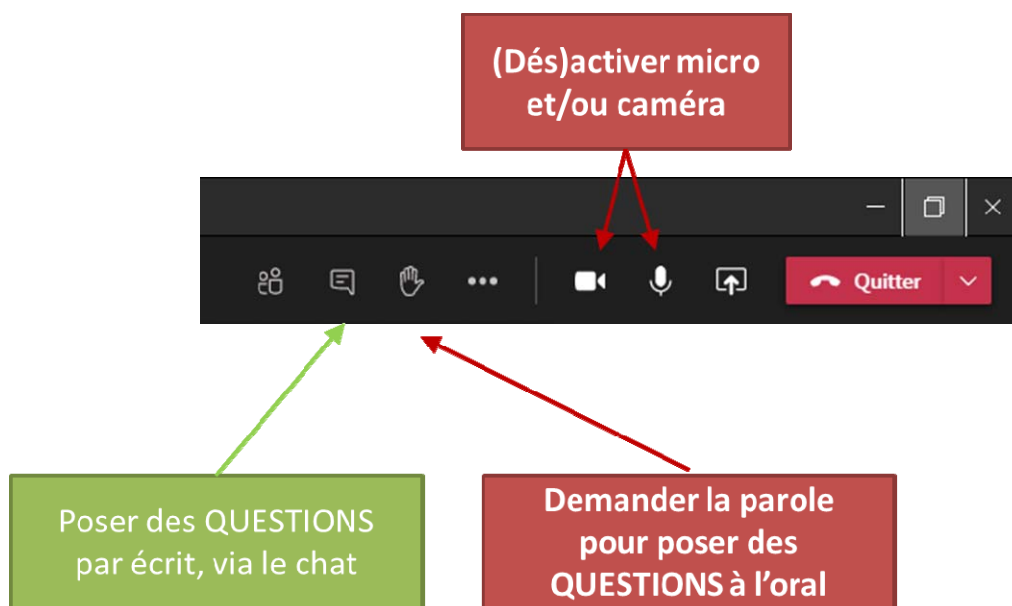 (Dés)activer micro
et/ou caméra
Quitter
Poser des QUESTIONS
par écrit, via le chat
Demander la parole
pour poser des
QUESTIONS à l'oral